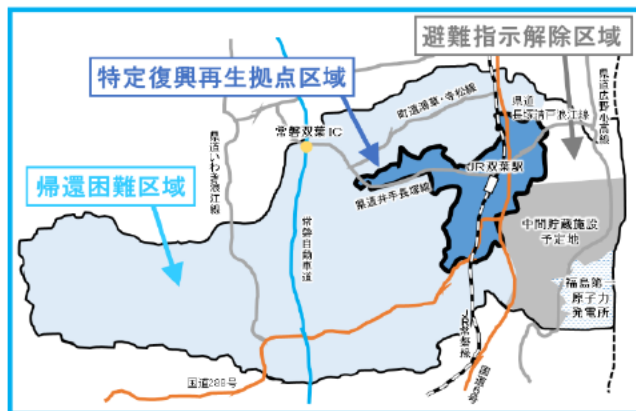 避難指示解除区域
特定復興再生拠点区域
県道広野小高線
町道薄草・寺松線
県道
長塚請戸浪江線
常磐双葉IC
県道いわき浪江線
JR双葉駅
帰還困難区域
県道井手長塚線
中間貯蔵施設
予定地
常磐自動車道
福島第一
原子力
発電所
JR常磐線
国道6号
国道288号